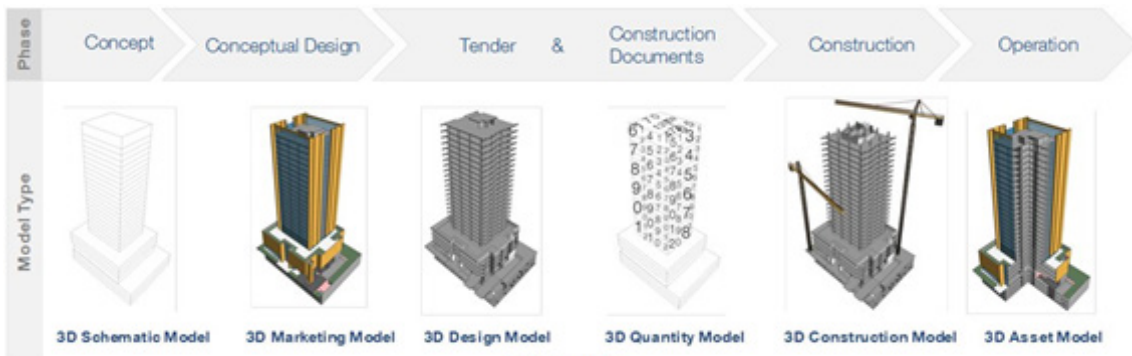 Phase
Concept
Conceptual Design
Tender &
Construction
Documents
Construction
Operation
Model Type
3D Schematic Model
3D Marketing Model
3D Design Model
3D Quantity Model
3D Construction Model
3D Asset Model